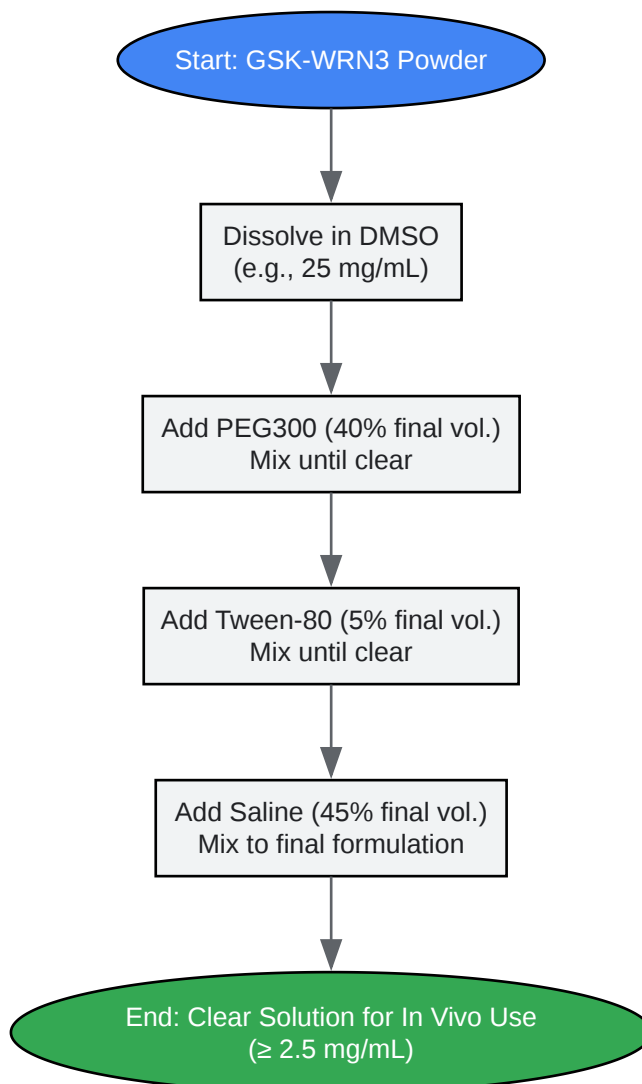 Start: GSK-WRN3 Powder
Dissolve in DMSO
(e.g., 25 mg/mL)
Add PEG300 (40% final vol.)
Mix until clear
Add Tween-80 (5% final vol.)
Mix until clear
Add Saline (45% final vol.)
Mix to final formulation
End: Clear Solution for In Vivo Use
(≥ 2.5 mg/mL)